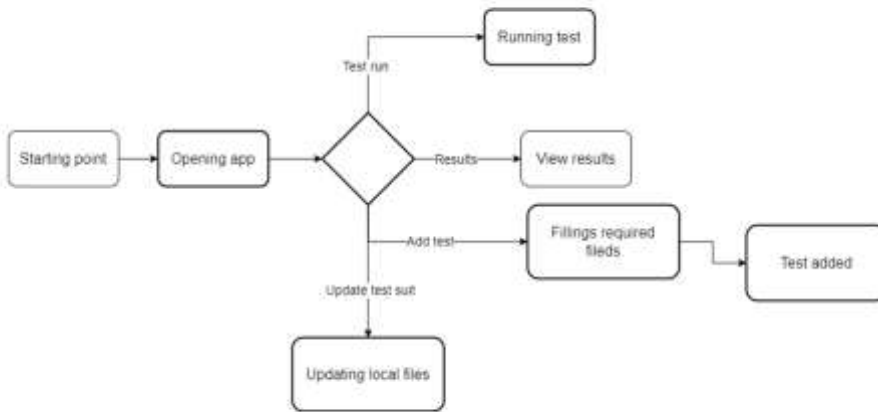 Running test
Test run
Starting point
Opening app
Results
View results
Fillings required
fileds
Add test
Test added
Update test suit
Updating local files